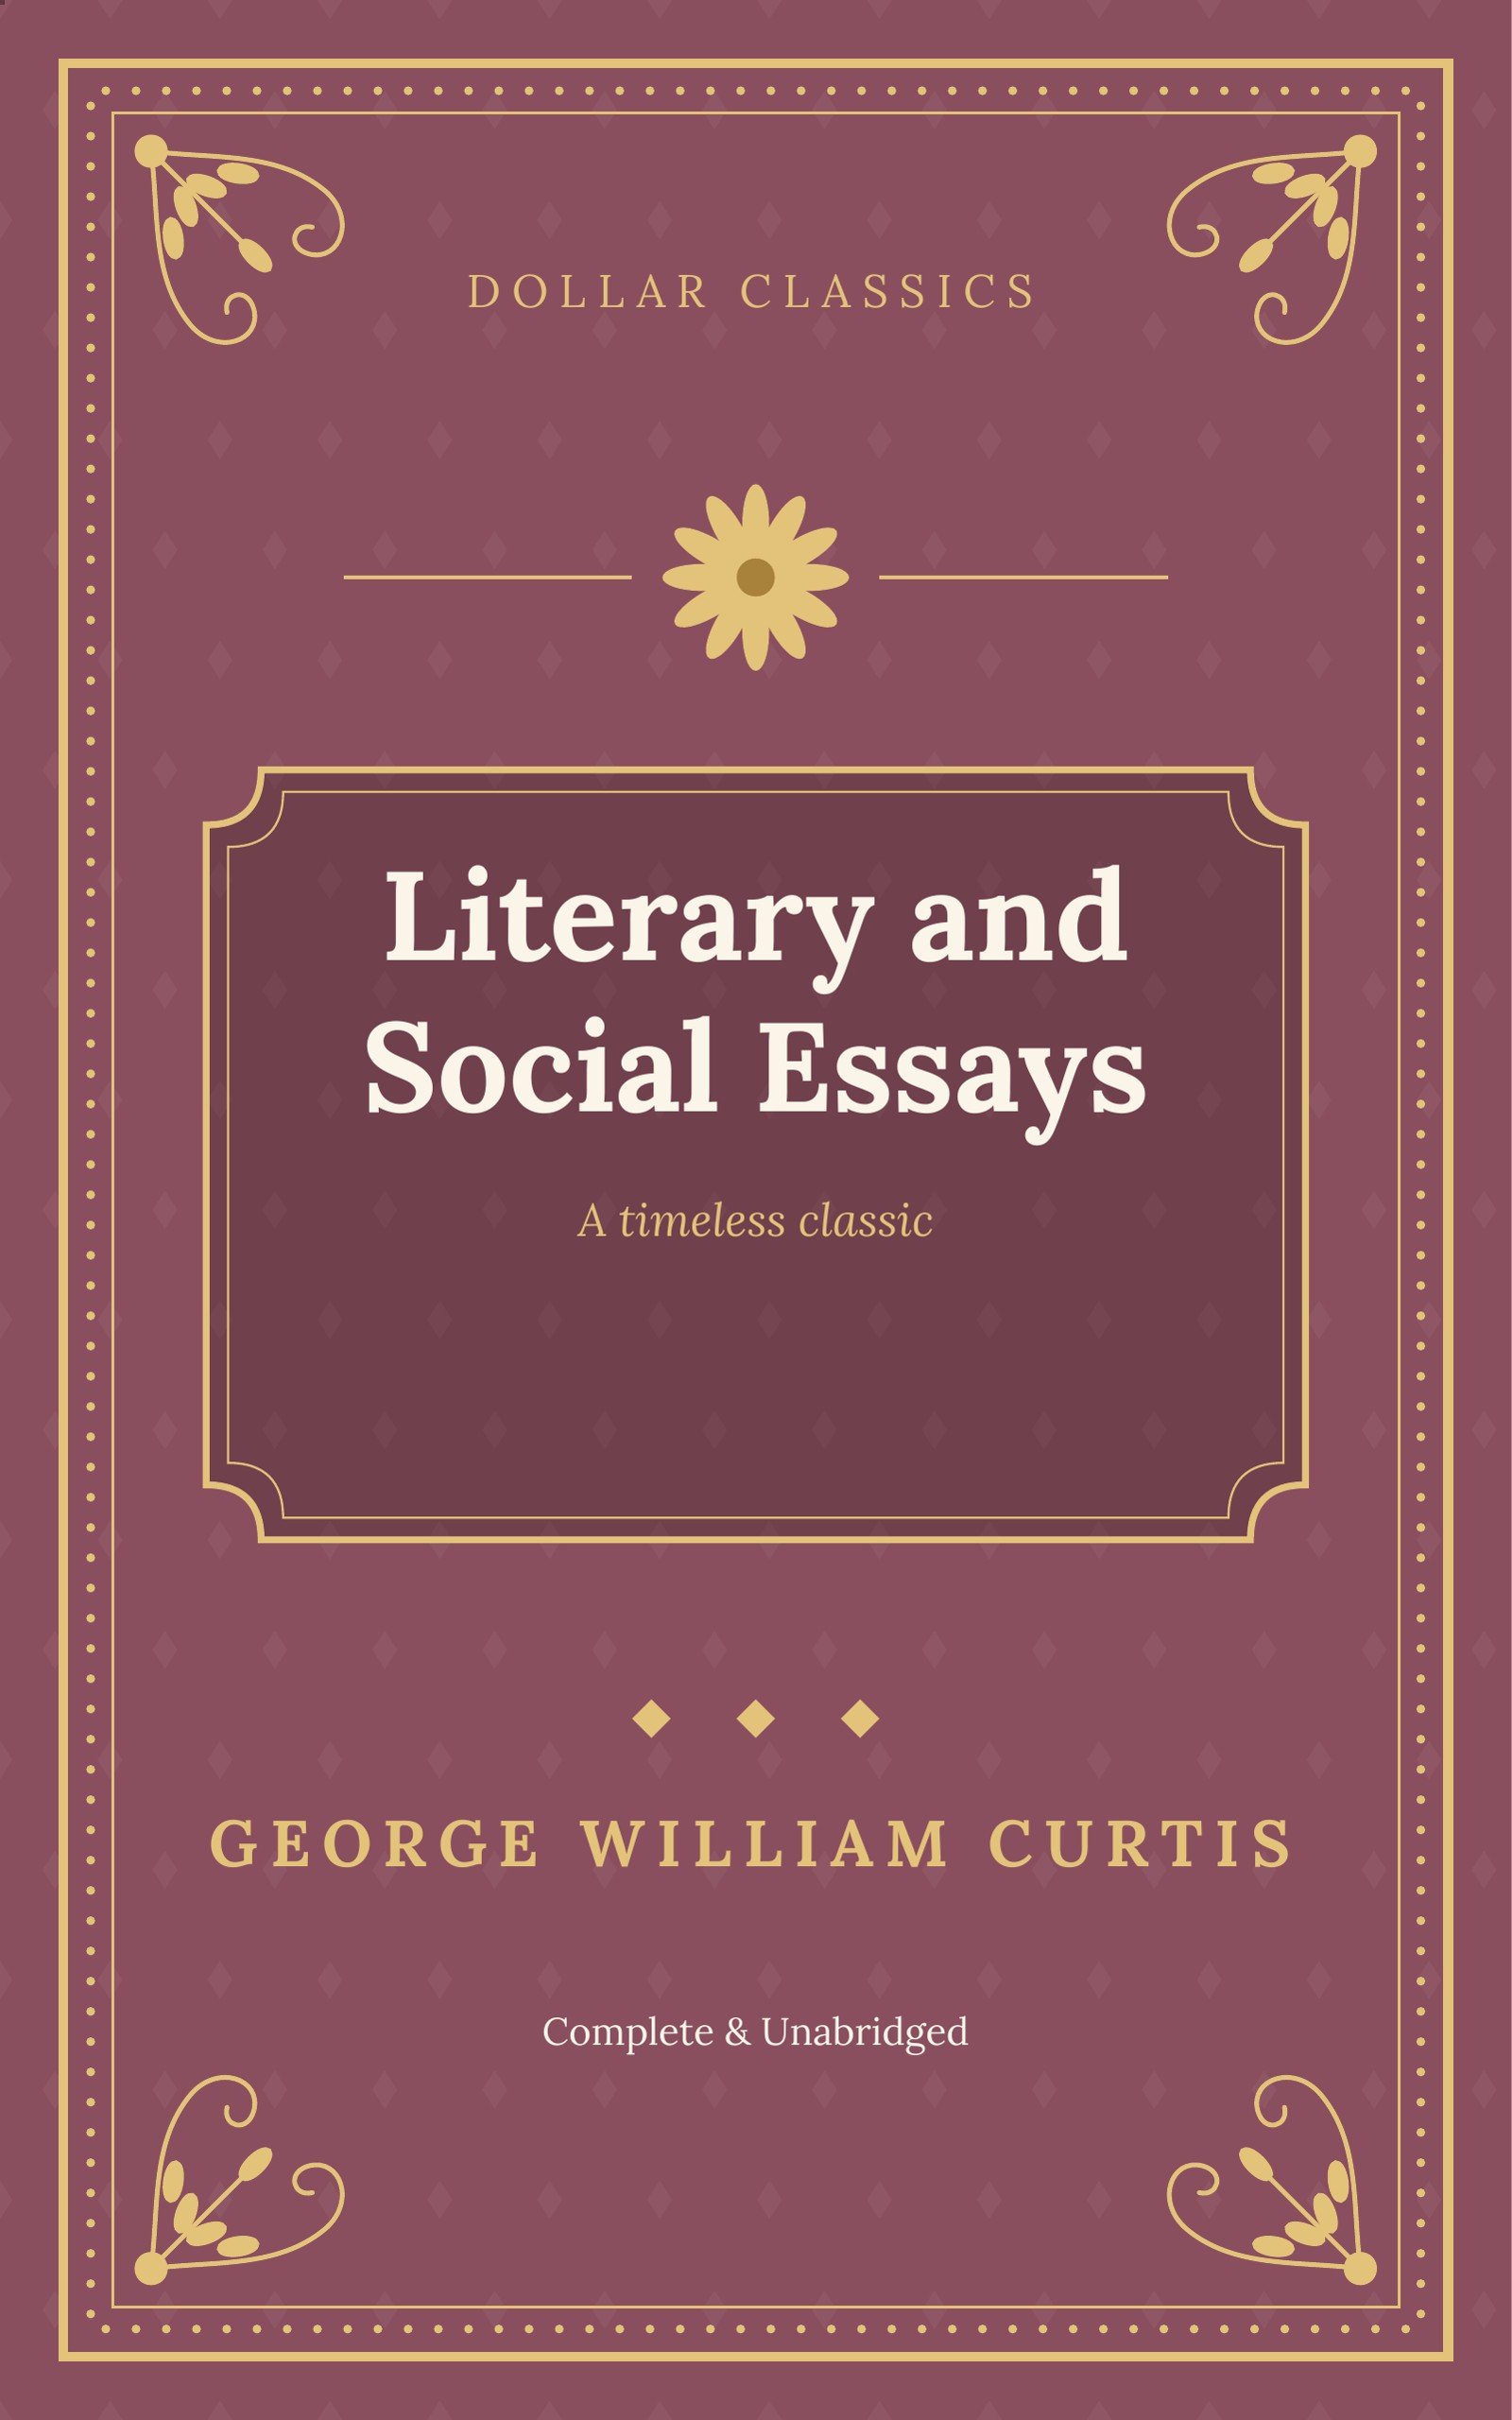 DOLLAR CLASSICS
Literary and
Social Essays
A timeless classic
GEORGE WILLIAM CURTIS
Complete & Unabridged